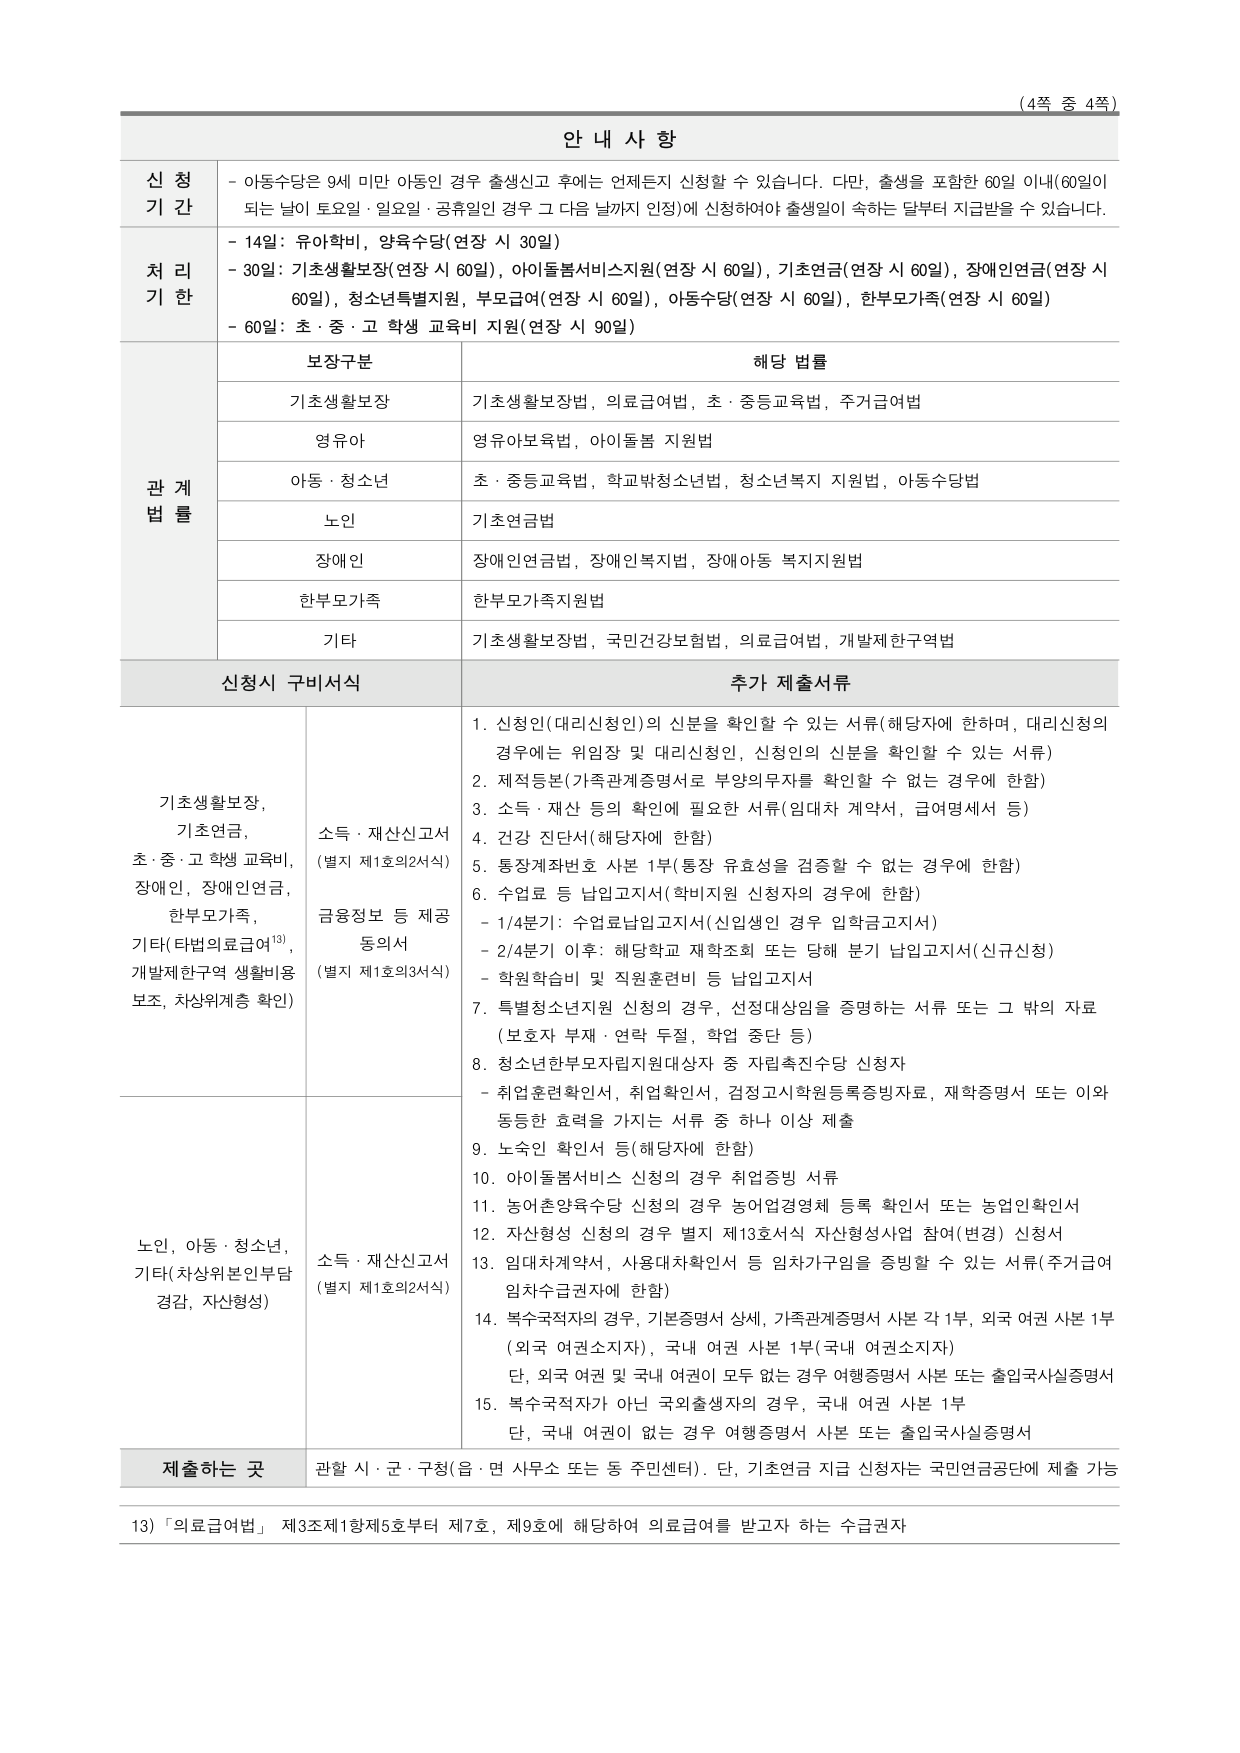 (4쪽 중 4쪽)
안 내 사 항
신 청
기 간
- 아동수당은 9세 미만 아동인 경우 출생신고 후에는 언제든지 신청할 수 있습니다. 다만, 출생을 포함한 60일 이내(60일이
되는 날이 토요일·일요일·공휴일인 경우 그 다음 날까지 인정)에 신청하여야 출생일이 속하는 달부터 지급받을 수 있습니다.
처 리
기 한
- 14일: 유아학비, 양육수당(연장 시 30일)
- 30일: 기초생활보장(연장 시 60일), 아이돌봄서비스지원(연장 시 60일), 기초연금(연장 시 60일), 장애인연금(연장 시
60일), 청소년특별지원, 부모급여(연장 시 60일), 아동수당(연장 시 60일), 한부모가족(연장 시 60일)
- 60일: 초·중·고 학생 교육비 지원(연장 시 90일)
관 계
법 률
보장구분 해당 법률
기초생활보장 기초생활보장법, 의료급여법, 초·중등교육법, 주거급여법
영유아 영유아보육법, 아이돌봄 지원법
아동·청소년 초·중등교육법, 학교밖청소년법, 청소년복지 지원법, 아동수당법
노인 기초연금법
장애인 장애인연금법, 장애인복지법, 장애아동 복지지원법
한부모가족 한부모가족지원법
기타 기초생활보장법, 국민건강보험법, 의료급여법, 개발제한구역법
신청시 구비서식 추가 제출서류
기초생활보장,
기초연금,
초·중·고 학생 교육비,
장애인, 장애인연금,
한부모가족,
기타(타법의료급여13),
개발제한구역 생활비용
보조, 차상위계층 확인)
소득·재산신고서
(별지 제1호의2서식)
금융정보 등 제공
동의서
(별지 제1호의3서식)
노인, 아동·청소년,
기타(차상위본인부담
경감, 자산형성)
소득·재산신고서
(별지 제1호의2서식)
1. 신청인(대리신청인)의 신분을 확인할 수 있는 서류(해당자에 한하며, 대리신청의
경우에는 위임장 및 대리신청인, 신청인의 신분을 확인할 수 있는 서류)
2. 제적등본(가족관계증명서로 부양의무자를 확인할 수 없는 경우에 한함)
3. 소득·재산 등의 확인에 필요한 서류(임대차 계약서, 급여명세서 등)
4. 건강 진단서(해당자에 한함)
5. 통장계좌번호 사본 1부(통장 유효성을 검증할 수 없는 경우에 한함)
6. 수업료 등 납입고지서(학비지원 신청자의 경우에 한함)
- 1/4분기: 수업료납입고지서(신입생인 경우 입학금고지서)
- 2/4분기 이후: 해당학교 재학조회 또는 당해 분기 납입고지서(신규신청)
- 학원학습비 및 직원훈련비 등 납입고지서
7. 특별청소년지원 신청의 경우, 선정대상임을 증명하는 서류 또는 그 밖의 자료
(보호자 부재·연락 두절, 학업 중단 등)
8. 청소년한부모자립지원대상자 중 자립촉진수당 신청자
- 취업훈련확인서, 취업확인서, 검정고시학원등록증빙자료, 재학증명서 또는 이와
동등한 효력을 가지는 서류 중 하나 이상 제출
9. 노숙인 확인서 등(해당자에 한함)
10. 아이돌봄서비스 신청의 경우 취업증빙 서류
11. 농어촌양육수당 신청의 경우 농어업경영체 등록 확인서 또는 농업인확인서
12. 자산형성 신청의 경우 별지 제13호서식 자산형성사업 참여(변경) 신청서
13. 임대차계약서, 사용대차확인서 등 임차가구임을 증빙할 수 있는 서류(주거급여
임차수급권자에 한함)
14. 복수국적자의 경우, 기본증명서 상세, 가족관계증명서 사본 각 1부, 외국 여권 사본 1부
(외국 여권소지자), 국내 여권 사본 1부(국내 여권소지자)
단, 외국 여권 및 국내 여권이 모두 없는 경우 여행증명서 사본 또는 출입국사실증명서
15. 복수국적자가 아닌 국외출생자의 경우, 국내 여권 사본 1부
단, 국내 여권이 없는 경우 여행증명서 사본 또는 출입국사실증명서
제출하는 곳 관할 시·군·구청(읍·면 사무소 또는 동 주민센터). 단, 기초연금 지급 신청자는 국민연금공단에 제출 가능
13)「의료급여법」 제3조제1항제5호부터 제7호, 제9호에 해당하여 의료급여를 받고자 하는 수급권자